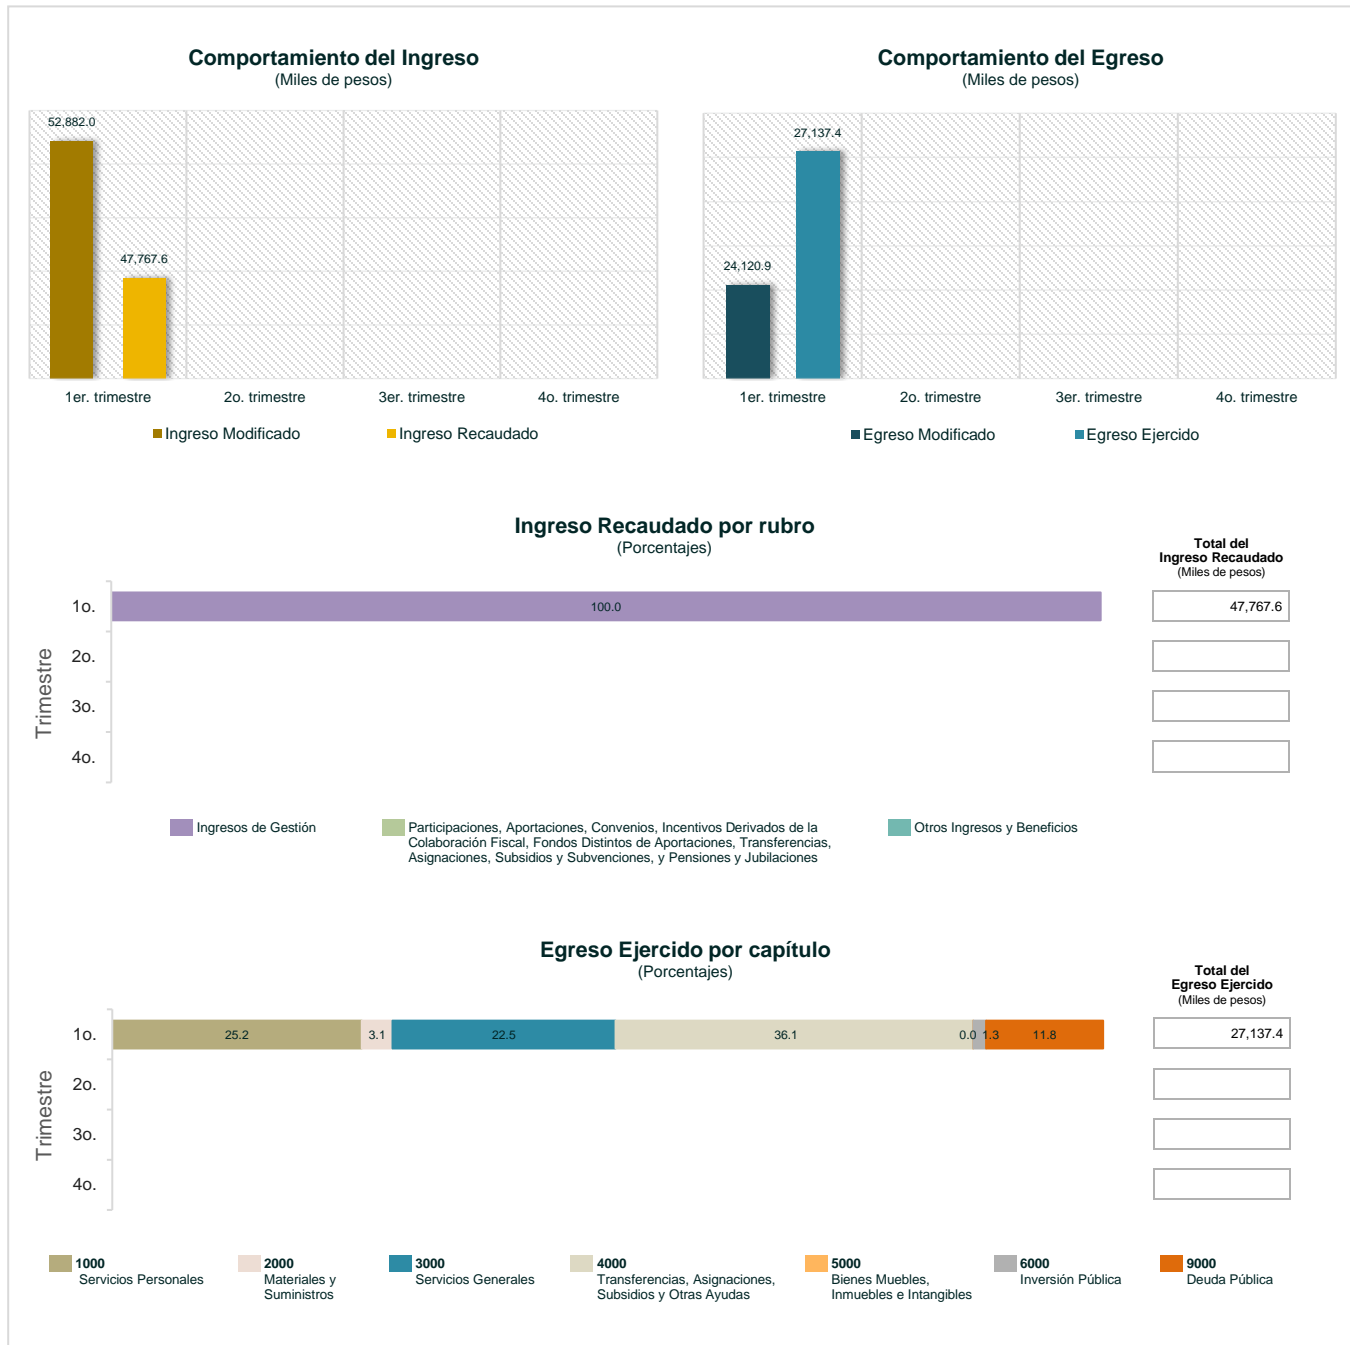 Comportamiento del Ingreso
(Miles de pesos)
52,882.0
47,767.6
1er. trimestre
2o. trimestre
3er. trimestre
4o. trimestre
Ingreso Modificado
Ingreso Recaudado
Comportamiento del Egreso
(Miles de pesos)
27,137.4
24,120.9
1er. trimestre
2o. trimestre
3er. trimestre
4o. trimestre
Egreso Modificado
Egreso Ejercido
Ingreso Recaudado por rubro
(Porcentajes)
Total del
Ingreso Recaudado
(Miles de pesos)
Trimestre
1o.
100.0
47,767.6
2o.
3o.
4o.
Ingresos de Gestión
Participaciones, Aportaciones, Convenios, Incentivos Derivados de la
Colaboración Fiscal, Fondos Distintos de Aportaciones, Transferencias,
Asignaciones, Subsidios y Subvenciones, y Pensiones y Jubilaciones
Otros Ingresos y Beneficios
Egreso Ejercido por capítulo
(Porcentajes)
Total del
Egreso Ejercido
(Miles de pesos)
Trimestre
1o.
25.2
3.1
22.5
36.1
0.0
1.3
11.8
27,137.4
2o.
3o.
4o.
1000
Servicios Personales
2000
Materiales y
Suministros
3000
Servicios Generales
4000
Transferencias, Asignaciones,
Subsidios y Otras Ayudas
5000
Bienes Muebles,
Inmuebles e Intangibles
6000
Inversión Pública
9000
Deuda Pública